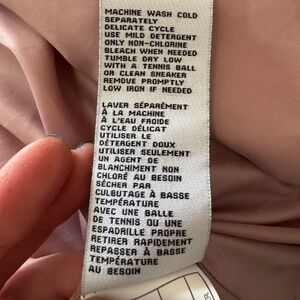 MACHINE WASH COLD
SEPARATELY
DELICATE CYCLE
USE MILD DETERGENT
ONLY NON-CHLORINE
BLEACH WHEN NEEDED
TUMBLE DRY LOW
WITH A TENNIS BALL
OR CLEAN SNEAKER
REMOVE PROMPTLY
LOW IRON IF NEEDED
LAVER SÉPARÉMENT
À LA MACHINE
À L'EAU FROIDE
CYCLE DÉLICAT
UTILISER LE
DÉTERGENT DOUX
UTILISER SEULEMENT
UN AGENT DE
BLANCHIMENT NON
CHLORÉ AU BESOIN
SÉCHER PAR
CULBUTAGE À BASSE
TEMPÉRATURE
AVEC UNE BALLE
DE TENNIS OU UNE
ESPADRILLE PROPRE
RETIRER RAPIDEMENT
REPASSER À BASSE
TEMPÉRATURE
AU BESOIN